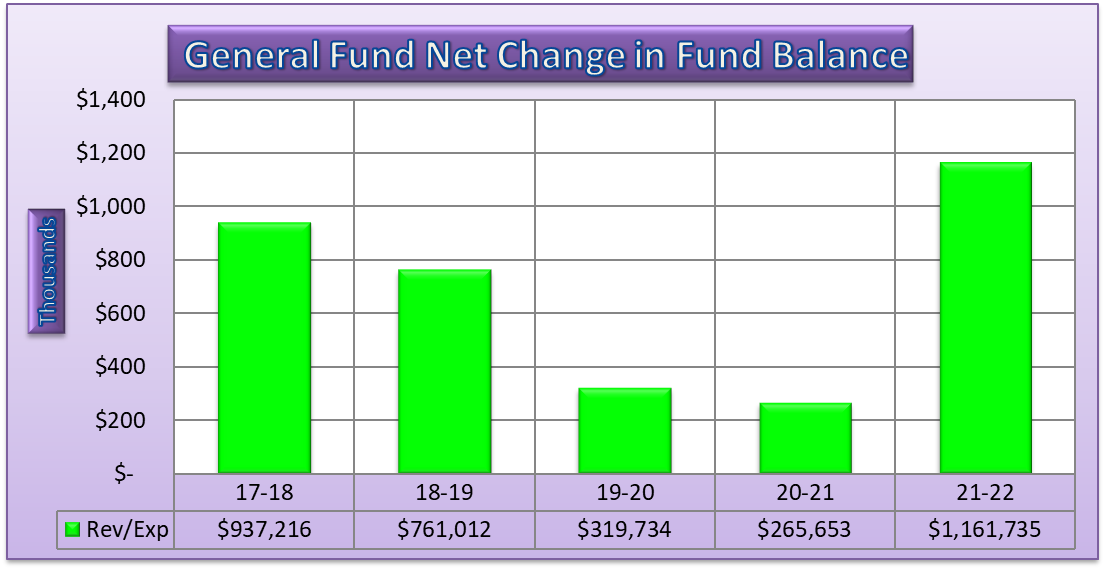 General Fund Net Change in Fund Balance
$1,400
$1,200
$1,000
$800
$600
$400
$200
$-
Thousands
17-18 18-19 19-20 20-21 21-22
Rev/Exp $937,216 $761,012 $319,734 $265,653 $1,161,735